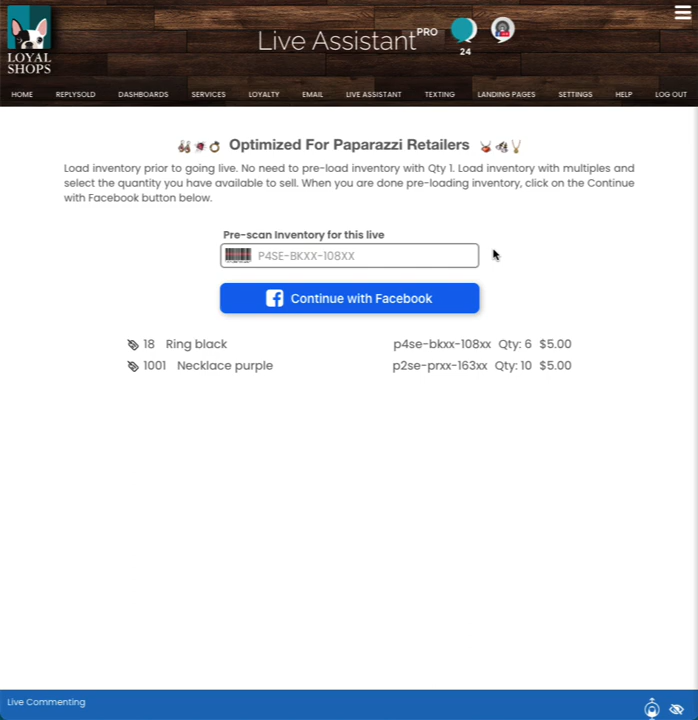 Live Assistant PRO
24
LOYAL
SHOPS
HOME REPLYSOLD DASHBOARDS SERVICES LOYALTY EMAIL LIVE ASSISTANT TEXTING LANDING PAGES SETTINGS HELP LOG OUT
Optimized For Paparazzi Retailers
Load inventory prior to going live. No need to pre-load inventory with Qty 1. Load inventory with multiples and
select the quantity you have available to sell. When you are done pre-loading inventory, click on the Continue
with Facebook button below.
Pre-scan Inventory for this live
P4SE-BKXX-108XX
Continue with Facebook
18 Ring black p4se-bkxx-108xx Qty: 6 $5.00
1001 Necklace purple p2se-prxx-163xx Qty: 10 $5.00
Live Commenting